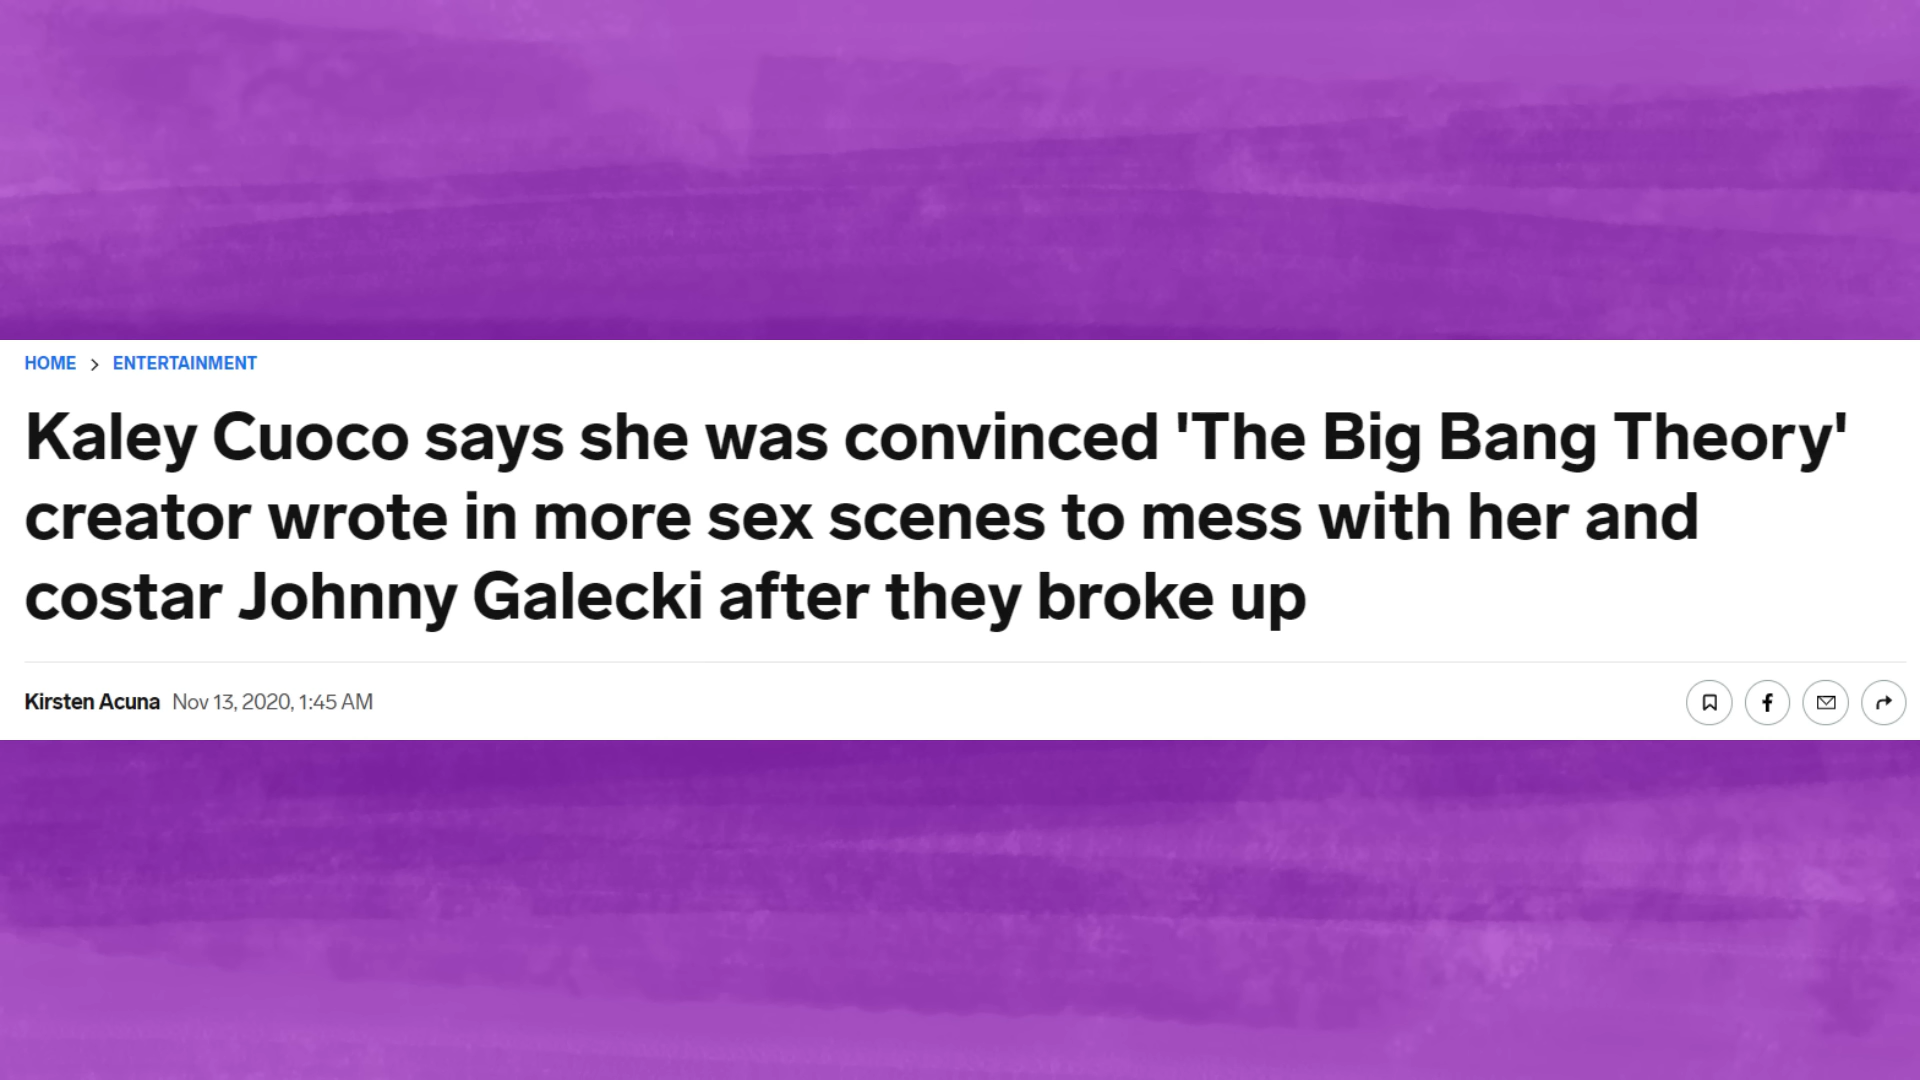 HOME > ENTERTAINMENT
Kaley Cuoco says she was convinced 'The Big Bang Theory'
creator wrote in more sex scenes to mess with her and
costar Johnny Galecki after they broke up
Kirsten Acuna Nov 13, 2020, 1:45 AM